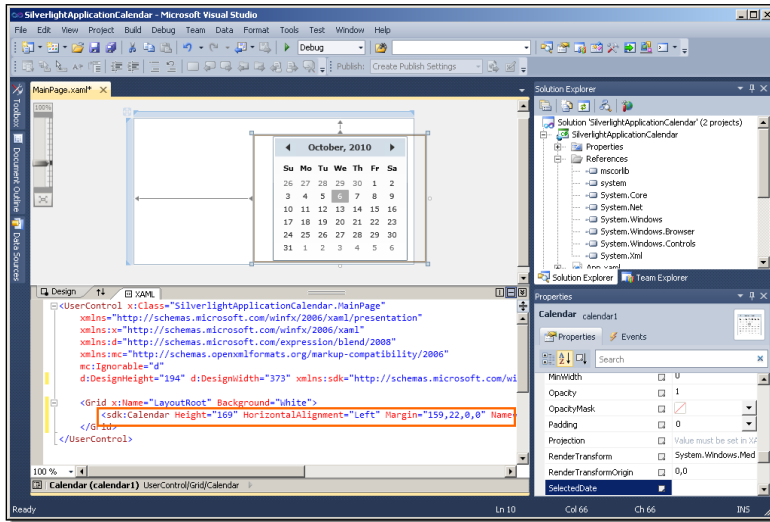 SilverlightApplicationCalendar - Microsoft Visual Studio
File Edit View Project Build Debug Team Data Format Tools Test Window Help
Debug
Publish: Create Publish Settings
MainPage.xaml* ×
Toolbox
Document Outline
Data Sources
100%
October, 2010
Su Mo Tu We Th Fr Sa
26 27 28 29 30 1 2
3 4 5 6 7 8 9
10 11 12 13 14 15 16
17 18 19 20 21 22 23
24 25 26 27 28 29 30
31 1 2 3 4 5 6
Design XAML
<UserControl x:Class="SilverlightApplicationCalendar.MainPage"
xmlns="http://schemas.microsoft.com/winfx/2006/xaml/presentation"
xmlns:x="http://schemas.microsoft.com/winfx/2006/xaml"
xmlns:d="http://schemas.microsoft.com/expression/blend/2008"
xmlns:mc="http://schemas.openxmlformats.org/markup-compatibility/2006"
mc:Ignorable="d"
d:DesignHeight="194" d:DesignWidth="373" xmlns:sdk="http://schemas.microsoft.com/wi
<Grid x:Name="LayoutRoot" Background="White">
<sdk:Calendar Height="169" HorizontalAlignment="Left" Margin="159,22,0,0" Name=
</Grid>
</UserControl>
100 %
Calendar (calendar1) UserControl/Grid/Calendar
Solution Explorer
Solution 'SilverlightApplicationCalendar' (2 projects)
SilverlightApplicationCalendar
Properties
References
mscorlib
system
System.Core
System.Net
System.Windows
System.Windows.Browser
System.Windows.Controls
System.Xml
App.xaml
Solution Explorer Team Explorer
Properties
Calendar calendar1
Properties Events
Search
MinWidth 0
Opacity 1
OpacityMask
Padding 0
Projection Value must be set in XA
RenderTransform System.Windows.Med
RenderTransformOrigin 0,0
SelectedDate
Ready Ln 10 Col 66 Ch 66 INS